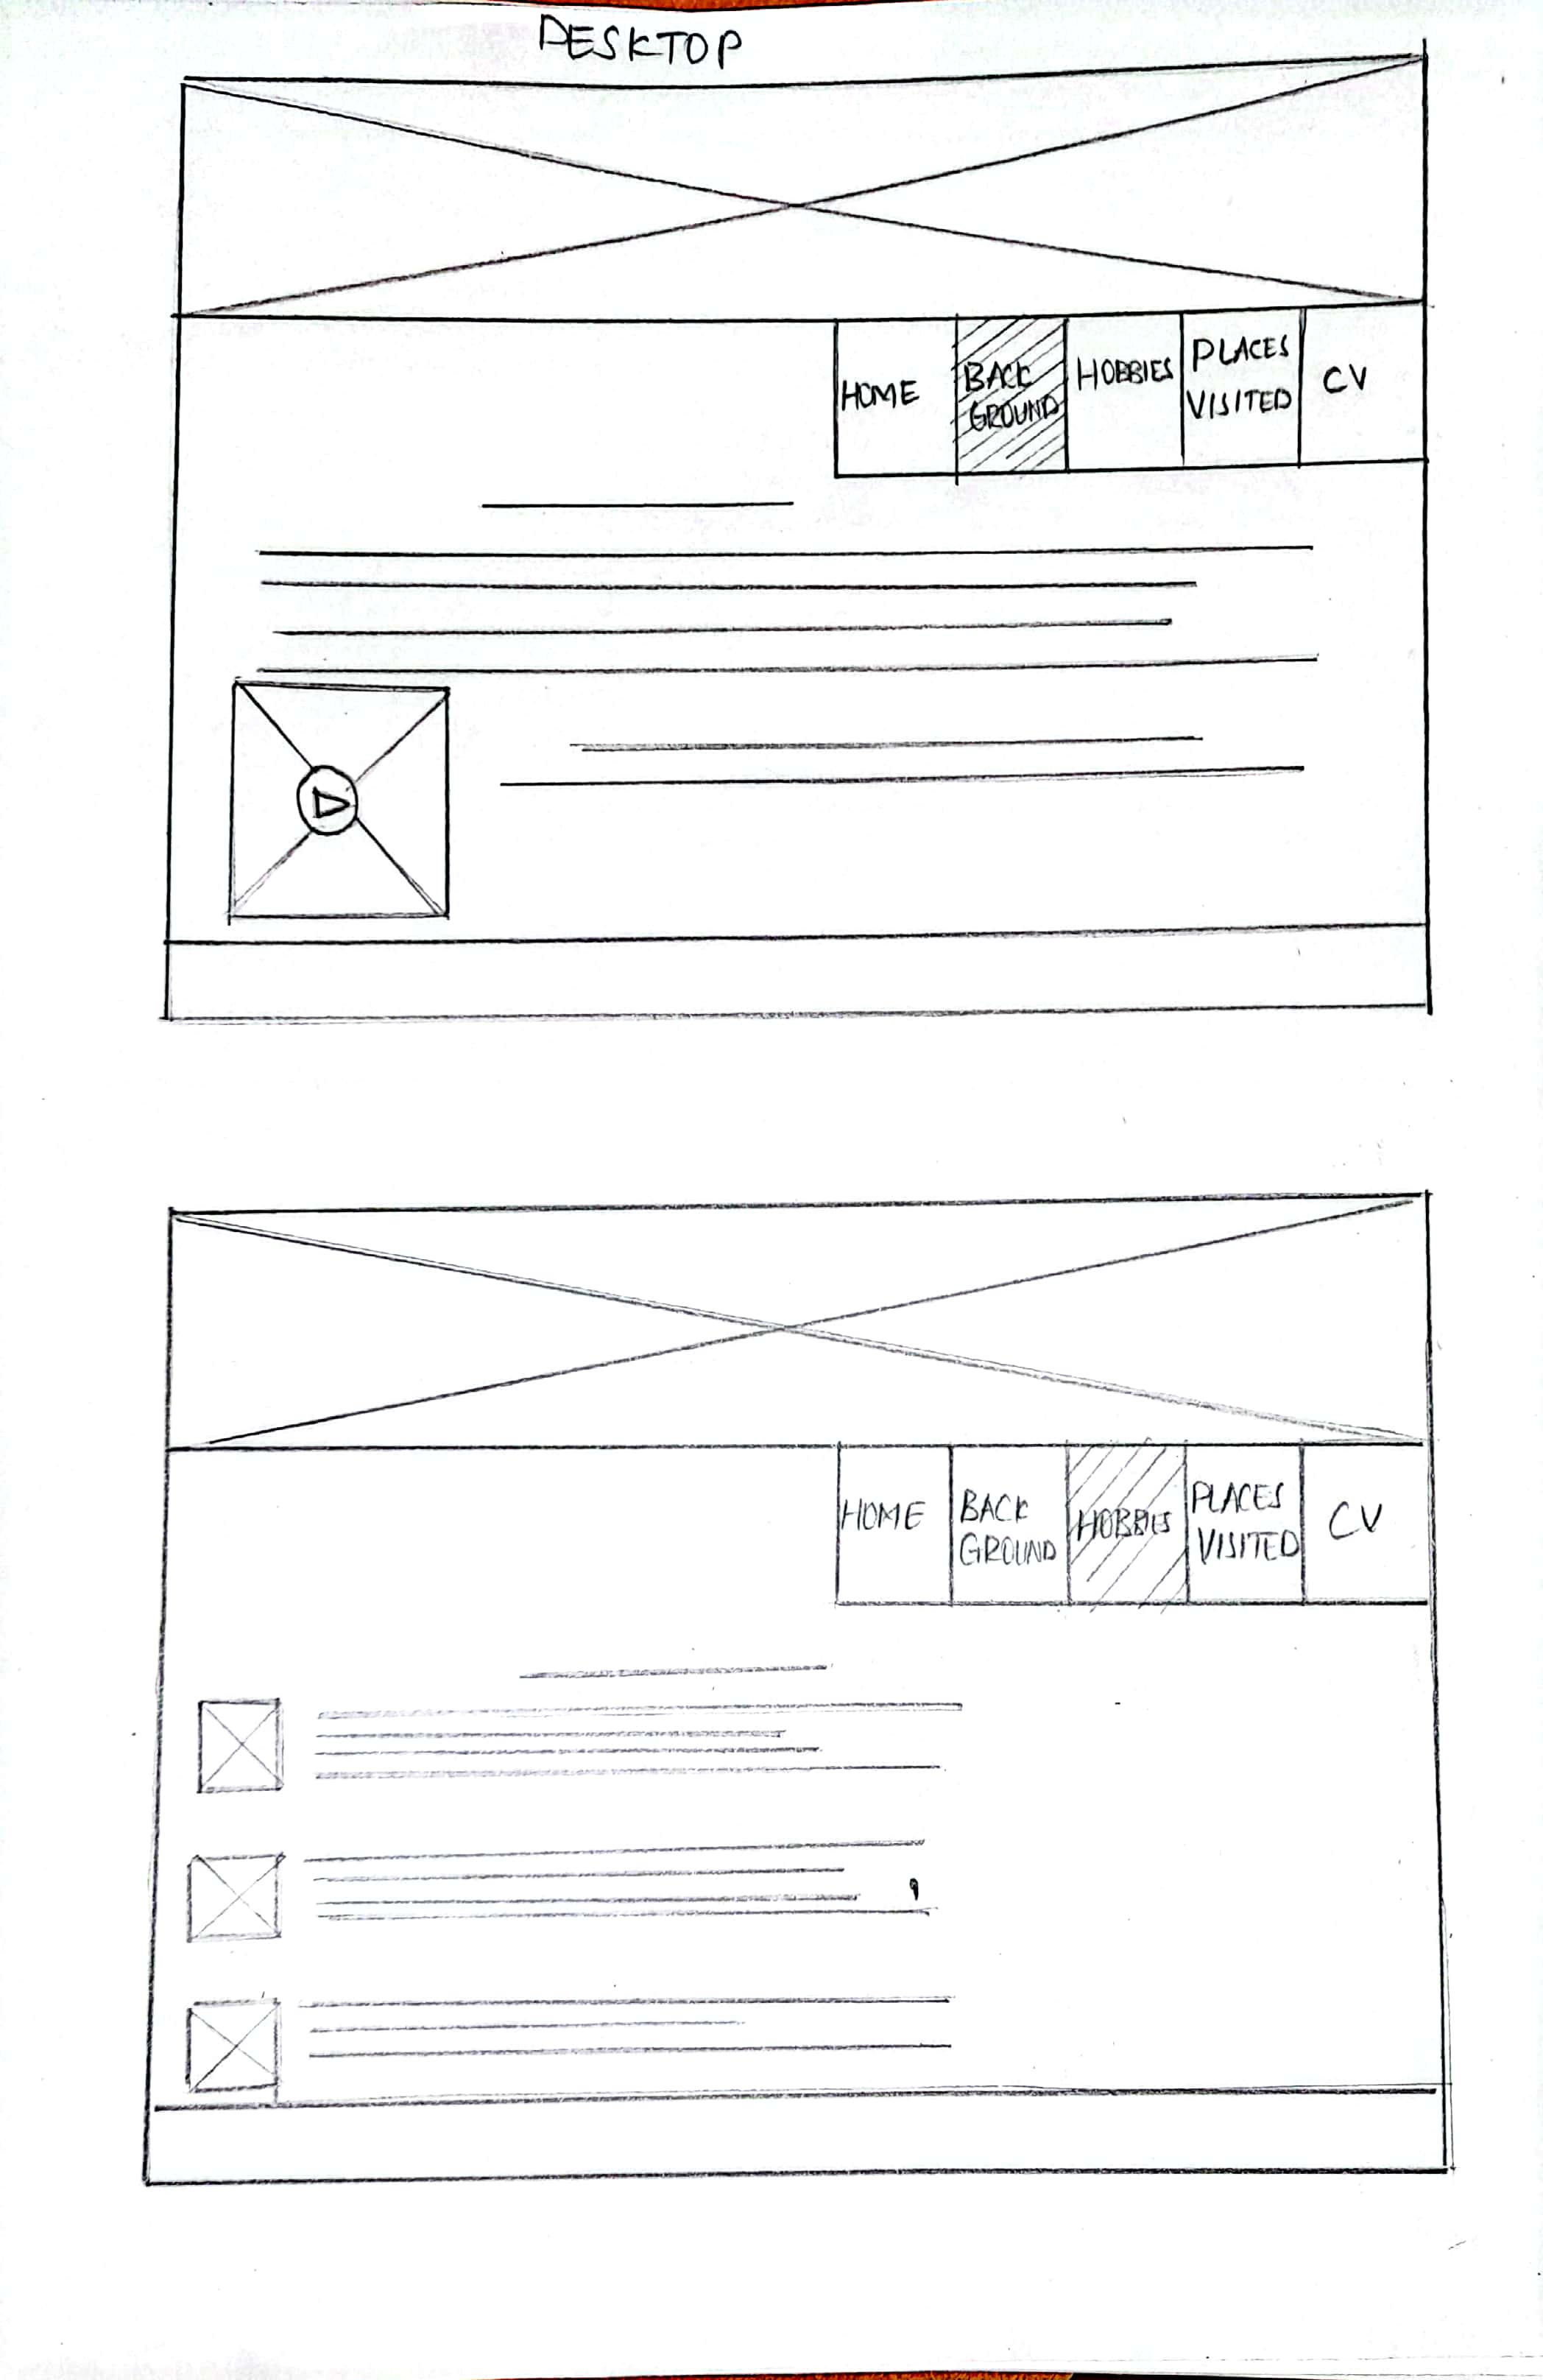 DESKTOP
HOME
BACK
GROUND
HOBBIES
PLACES
VISITED
CV
HOME
BACK
GROUND
HOBBIES
PLACES
VISITED
CV